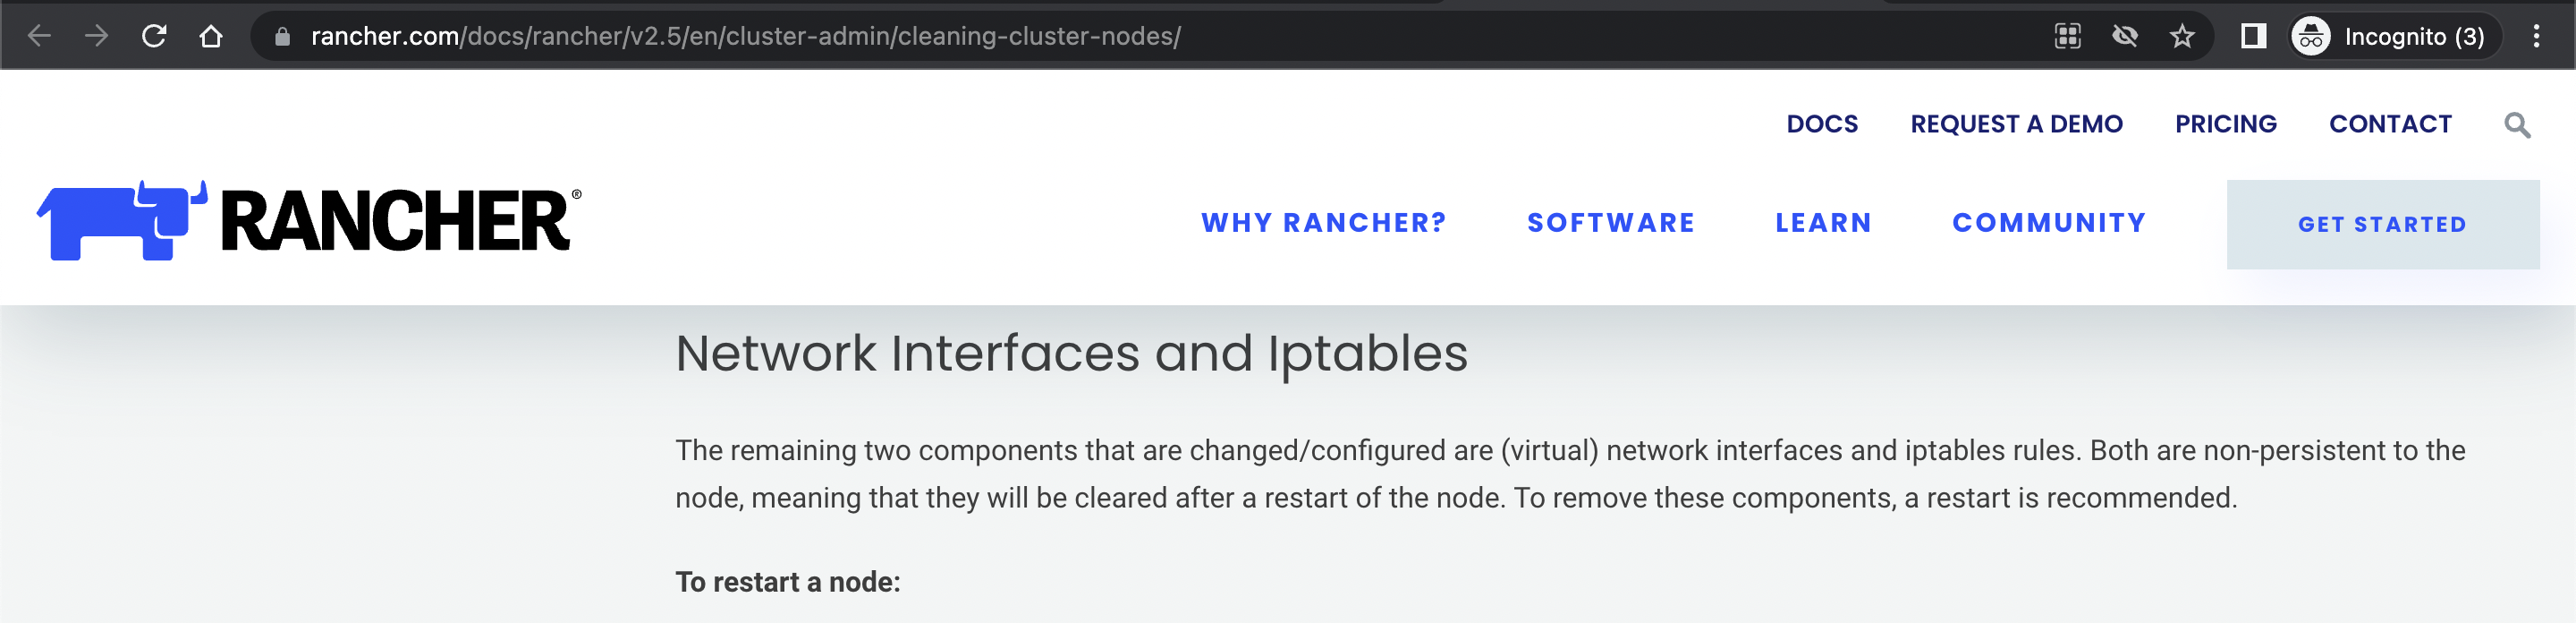 rancher.com/docs/rancher/v2.5/en/cluster-admin/cleaning-cluster-nodes/
Incognito (3)
DOCS REQUEST A DEMO PRICING CONTACT
RANCHER®
WHY RANCHER? SOFTWARE LEARN COMMUNITY GET STARTED
Network Interfaces and Iptables
The remaining two components that are changed/configured are (virtual) network interfaces and iptables rules. Both are non-persistent to the
node, meaning that they will be cleared after a restart of the node. To remove these components, a restart is recommended.
To restart a node: